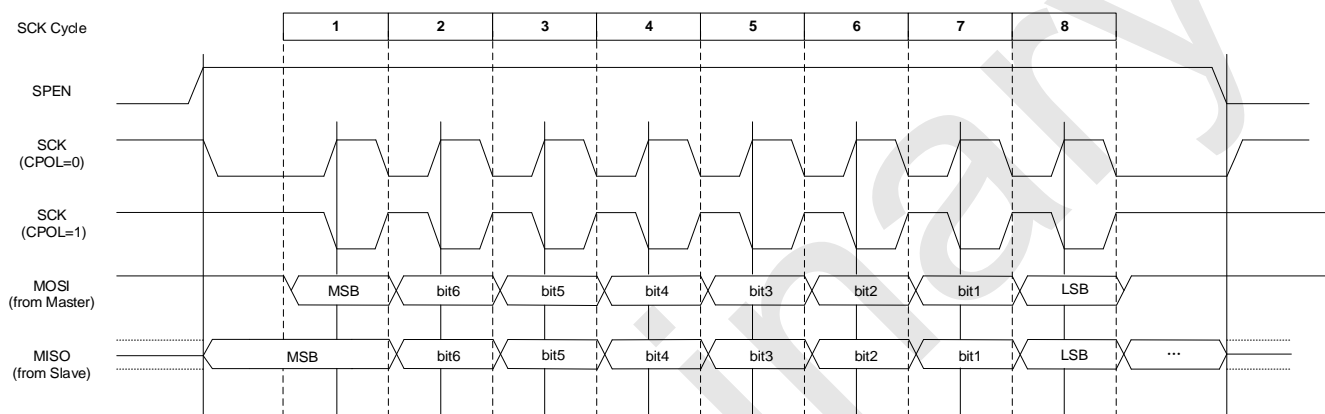 SCK Cycle 1 2 3 4 5 6 7 8
SPEN
SCK
(CPOL=0)
SCK
(CPOL=1)
MOSI
(from Master)
MSB bit6 bit5 bit4 bit3 bit2 bit1 LSB
MISO
(from Slave)
MSB bit6 bit5 bit4 bit3 bit2 bit1 LSB ...
inary